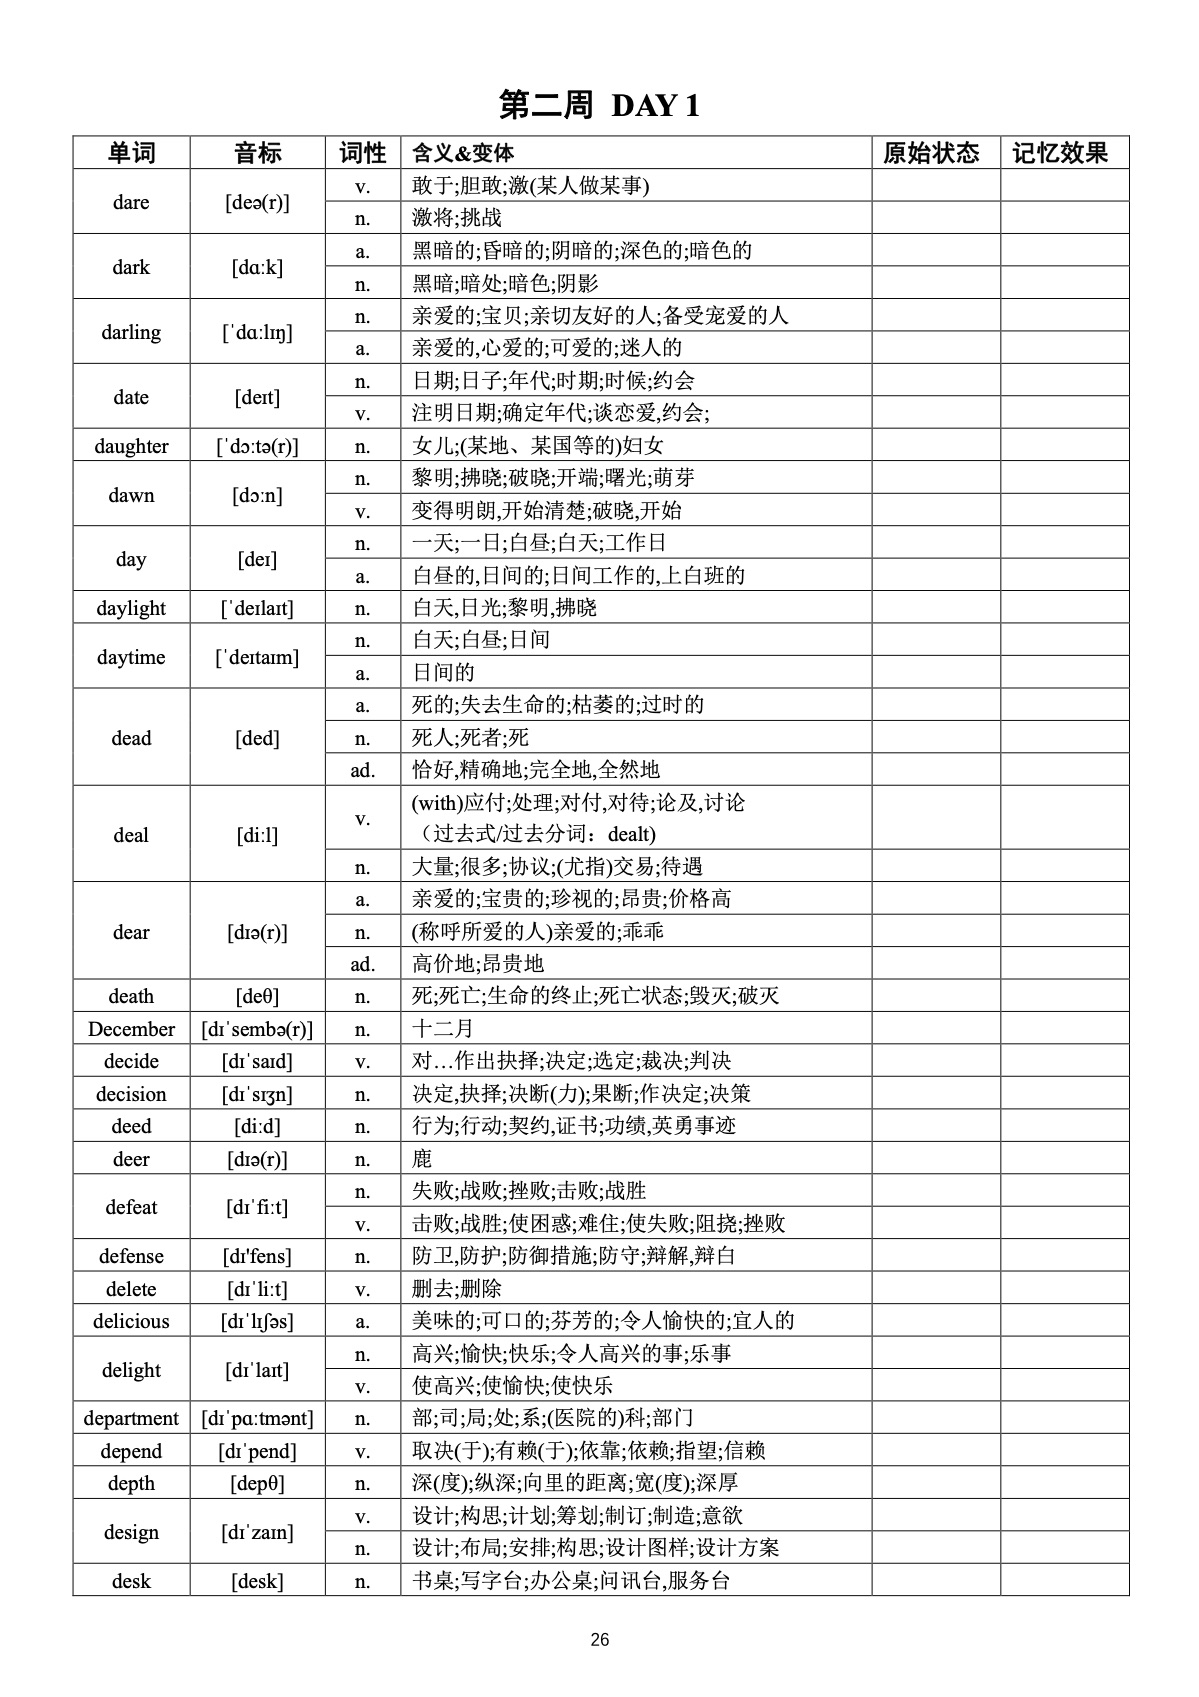 第二周 DAY 1
单词 音标 词性 含义&变体 原始状态 记忆效果
dare [deə(r)] v. 敢于;胆敢;激(某人做某事)
n. 激将;挑战
dark [dɑːk] a. 黑暗的;昏暗的;阴暗的;深色的;暗色的
n. 黑暗;暗处;暗色;阴影
darling [ˈdɑːlɪŋ] n. 亲爱的;宝贝;亲切友好的人;备受宠爱的人
a. 亲爱的,心爱的;可爱的;迷人的
date [deɪt] n. 日期;日子;年代;时期;时候;约会
v. 注明日期;确定年代;谈恋爱,约会;
daughter [ˈdɔːtə(r)] n. 女儿;(某地、某国等的)妇女
dawn [dɔːn] n. 黎明;拂晓;破晓;开端;曙光;萌芽
v. 变得明朗,开始清楚;破晓,开始
day [deɪ] n. 一天;一日;白昼;白天;工作日
a. 白昼的,日间的;日间工作的,上白班的
daylight [ˈdeɪlaɪt] n. 白天,日光;黎明,拂晓
daytime [ˈdeɪtaɪm] n. 白天;白昼;日间
a. 日间的
dead [ded] a. 死的;失去生命的;枯萎的;过时的
n. 死人;死者;死
ad. 恰好,精确地;完全地,全然地
deal [diːl] v. (with)应付;处理;对付,对待;论及,讨论
（过去式/过去分词：dealt)
n. 大量;很多;协议;(尤指)交易;待遇
dear [dɪə(r)] a. 亲爱的;宝贵的;珍视的;昂贵;价格高
n. (称呼所爱的人)亲爱的;乖乖
ad. 高价地;昂贵地
death [deθ] n. 死;死亡;生命的终止;死亡状态;毁灭;破灭
December [dɪˈsembə(r)] n. 十二月
decide [dɪˈsaɪd] v. 对…作出抉择;决定;选定;裁决;判决
decision [dɪˈsɪʒn] n. 决定,抉择;决断(力);果断;作决定;决策
deed [diːd] n. 行为;行动;契约,证书;功绩,英勇事迹
deer [dɪə(r)] n. 鹿
defeat [dɪˈfiːt] n. 失败;战败;挫败;击败;战胜
v. 击败;战胜;使困惑;难住;使失败;阻挠;挫败
defense [dɪ'fens] n. 防卫,防护;防御措施;防守;辩解,辩白
delete [dɪˈliːt] v. 删去;删除
delicious [dɪˈlɪʃəs] a. 美味的;可口的;芬芳的;令人愉快的;宜人的
delight [dɪˈlaɪt] n. 高兴;愉快;快乐;令人高兴的事;乐事
v. 使高兴;使愉快;使快乐
department [dɪˈpɑːtmənt] n. 部;司;局;处;系;(医院的)科;部门
depend [dɪˈpend] v. 取决(于);有赖(于);依靠;依赖;指望;信赖
depth [depθ] n. 深(度);纵深;向里的距离;宽(度);深厚
design [dɪˈzaɪn] v. 设计;构思;计划;筹划;制订;制造;意欲
n. 设计;布局;安排;构思;设计图样;设计方案
desk [desk] n. 书桌;写字台;办公桌;问讯台,服务台
26